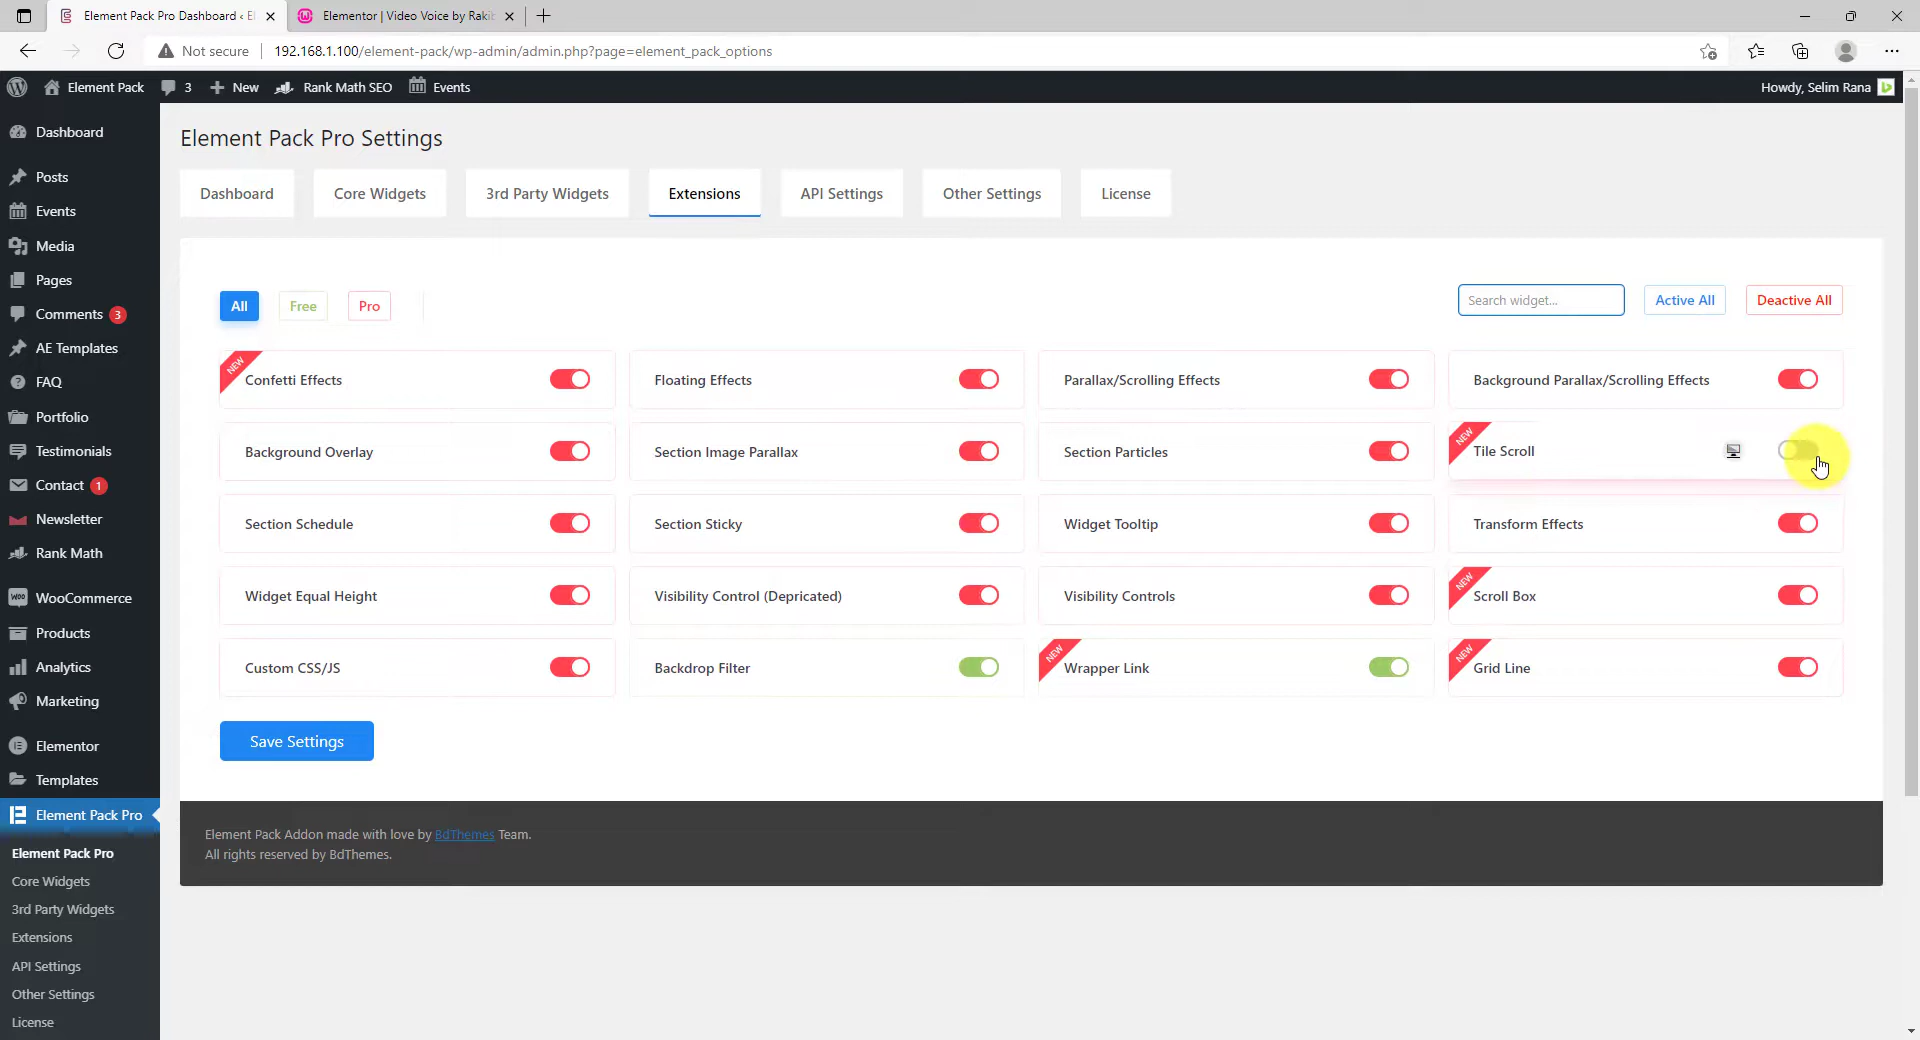 Element Pack Pro Dashboard ‹ El
Elementor | Video Voice by Rakib
Not secure
192.168.1.100/element-pack/wp-admin/admin.php?page=element_pack_options
Element Pack
3
New
Rank Math SEO
Events
Howdy, Selim Rana
Dashboard
Posts
Events
Media
Pages
Comments 3
AE Templates
FAQ
Portfolio
Testimonials
Contact 1
Newsletter
Rank Math
WooCommerce
Products
Analytics
Marketing
Elementor
Templates
Element Pack Pro
Element Pack Pro
Core Widgets
3rd Party Widgets
Extensions
API Settings
Other Settings
License
Element Pack Pro Settings
Dashboard
Core Widgets
3rd Party Widgets
Extensions
API Settings
Other Settings
License
All
Free
Pro
Search widget...
Active All
Deactive All
NEW
Confetti Effects
Floating Effects
Parallax/Scrolling Effects
Background Parallax/Scrolling Effects
Background Overlay
Section Image Parallax
Section Particles
NEW
Tile Scroll
Section Schedule
Section Sticky
Widget Tooltip
Transform Effects
Widget Equal Height
Visibility Control (Depricated)
Visibility Controls
NEW
Scroll Box
Custom CSS/JS
Backdrop Filter
NEW
Wrapper Link
NEW
Grid Line
Save Settings
Element Pack Addon made with love by BdThemes Team.
All rights reserved by BdThemes.